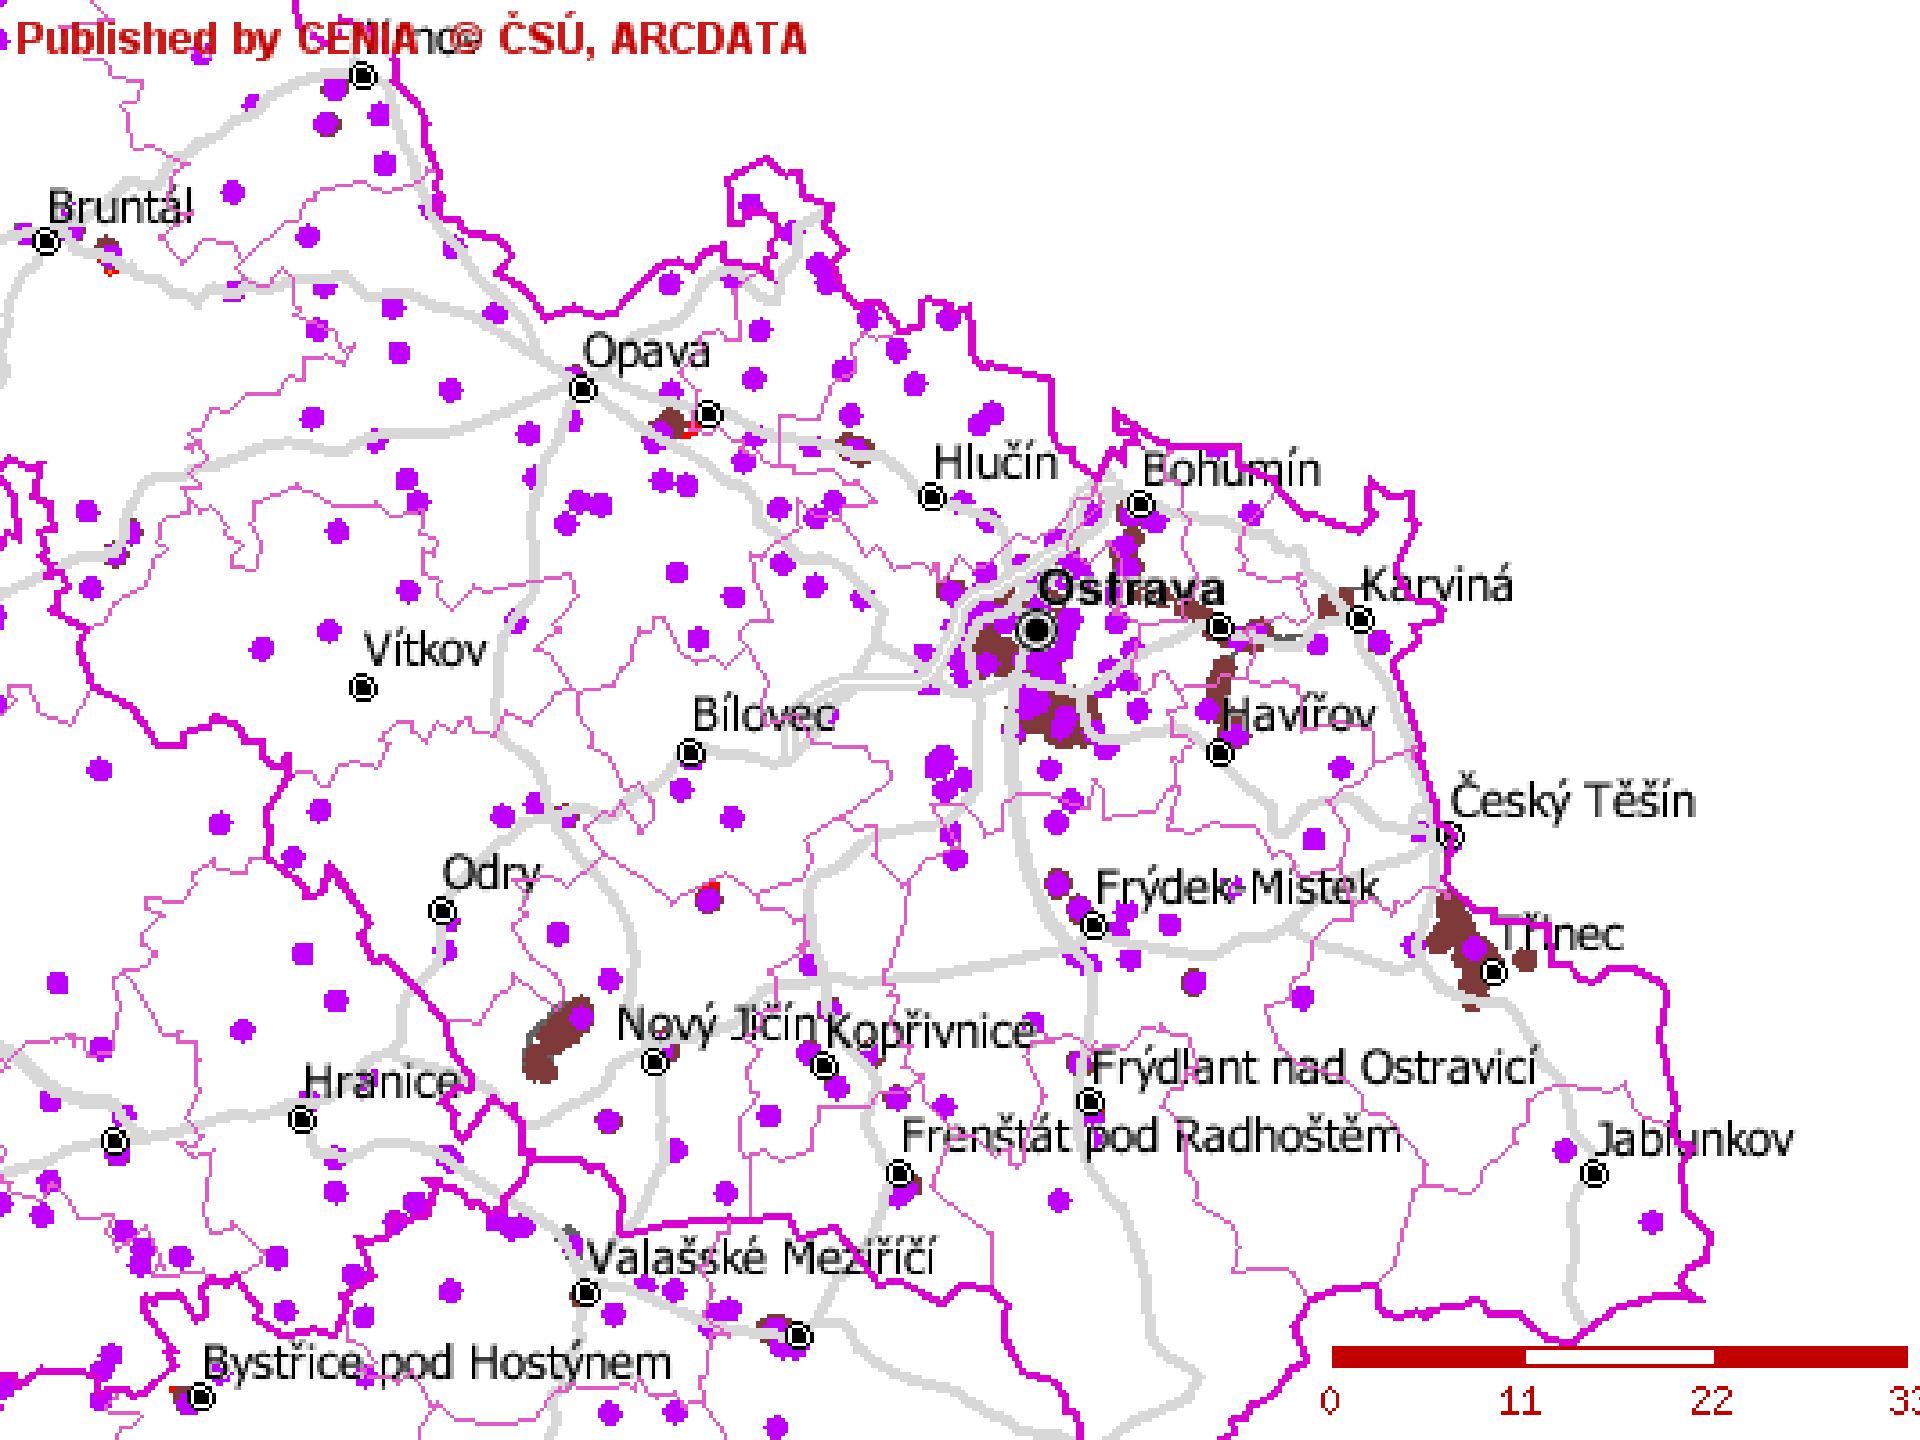 Published by CENIA @ ČSÚ, ARCDATA
Bruntál
Opava
Hlučín
Bohumín
Ostrava
Karviná
Vítkov
Bílovec
Havířov
Český Těšín
Odry
Frýdek-Místek
Třinec
Nový Jičín
Kopřivnice
Hranice
Frýdlant nad Ostravicí
Frenštát pod Radhoštěm
Jablunkov
Valašské Meziříčí
Bystřice pod Hostýnem
0 11 22 33